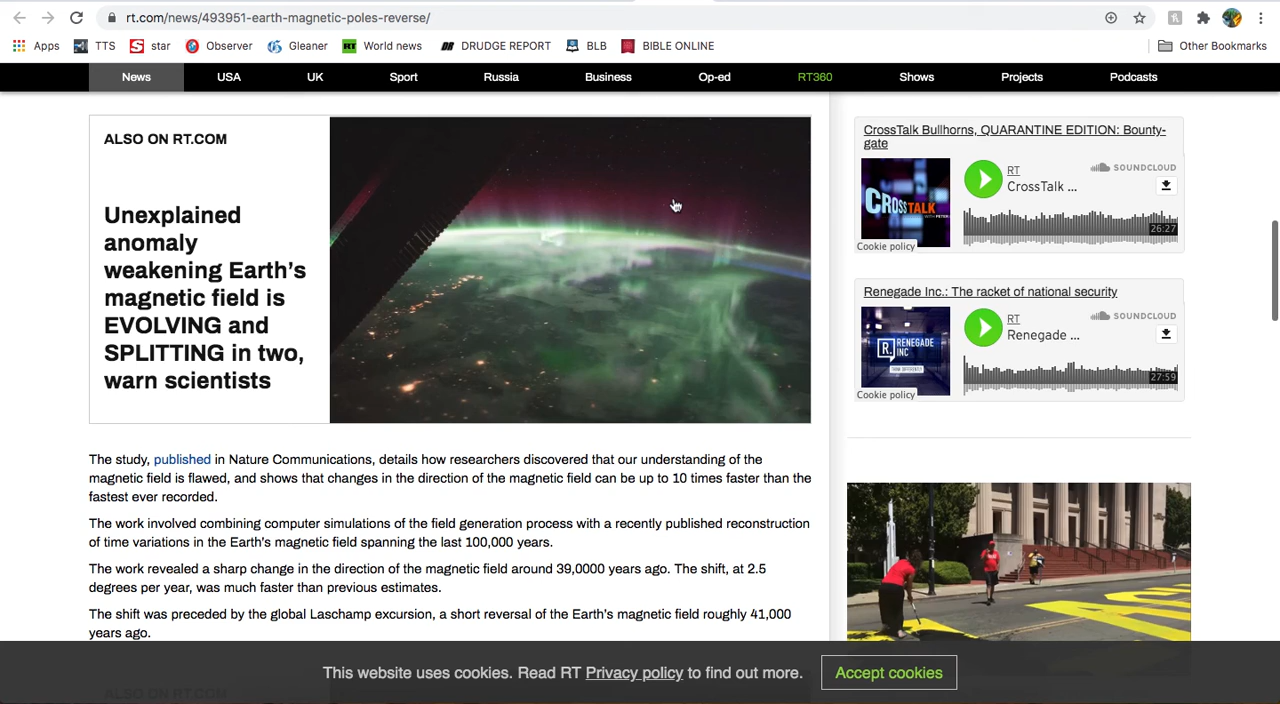 rt.com/news/493951-earth-magnetic-poles-reverse/
Apps TTS star Observer Gleaner World news DRUDGE REPORT BLB BIBLE ONLINE Other Bookmarks
News USA UK Sport Russia Business Op-ed RT360 Shows Projects Podcasts
ALSO ON RT.COM
Unexplained
anomaly
weakening Earth's
magnetic field is
EVOLVING and
SPLITTING in two,
warn scientists
The study, published in Nature Communications, details how researchers discovered that our understanding of the
magnetic field is flawed, and shows that changes in the direction of the magnetic field can be up to 10 times faster than the
fastest ever recorded.
The work involved combining computer simulations of the field generation process with a recently published reconstruction
of time variations in the Earth's magnetic field spanning the last 100,000 years.
The work revealed a sharp change in the direction of the magnetic field around 39,0000 years ago. The shift, at 2.5
degrees per year, was much faster than previous estimates.
The shift was preceded by the global Laschamp excursion, a short reversal of the Earth's magnetic field roughly 41,000
years ago.
ALSO ON RT.COM
CrossTalk Bullhorns, QUARANTINE EDITION: Bounty-
gate
CROSSTALK
RT
SOUNDCLOUD
CrossTalk ...
26:27
Cookie policy
Renegade Inc.: The racket of national security
R. RENEGADE
INC
RT
SOUNDCLOUD
Renegade ...
27:59
Cookie policy
This website uses cookies. Read RT Privacy policy to find out more. Accept cookies